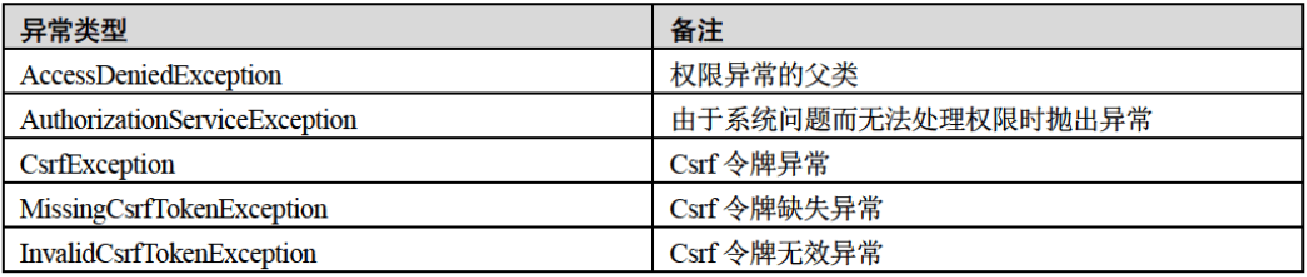 异常类型 备注
AccessDeniedException 权限异常的父类
AuthorizationServiceException 由于系统问题而无法处理权限时抛出异常
CsrfException Csrf 令牌异常
MissingCsrfTokenException Csrf 令牌缺失异常
InvalidCsrfTokenException Csrf 令牌无效异常